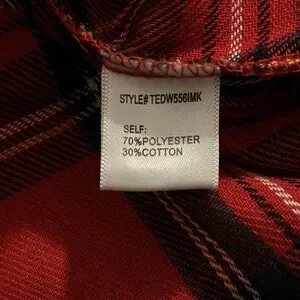 STYLE# TEDW556IMK
SELF:
70%POLYESTER
30%COTTON